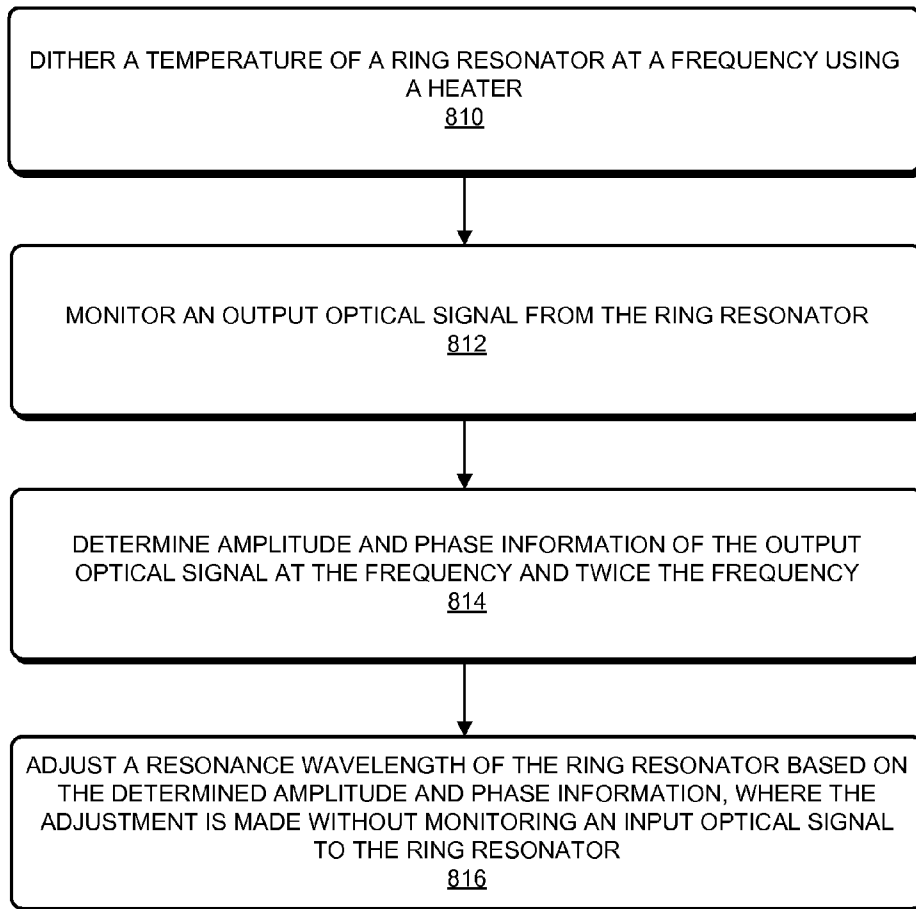 DITHER A TEMPERATURE OF A RING RESONATOR AT A FREQUENCY USING
A HEATER
810
MONITOR AN OUTPUT OPTICAL SIGNAL FROM THE RING RESONATOR
812
DETERMINE AMPLITUDE AND PHASE INFORMATION OF THE OUTPUT
OPTICAL SIGNAL AT THE FREQUENCY AND TWICE THE FREQUENCY
814
ADJUST A RESONANCE WAVELENGTH OF THE RING RESONATOR BASED ON
THE DETERMINED AMPLITUDE AND PHASE INFORMATION, WHERE THE
ADJUSTMENT IS MADE WITHOUT MONITORING AN INPUT OPTICAL SIGNAL
TO THE RING RESONATOR
816